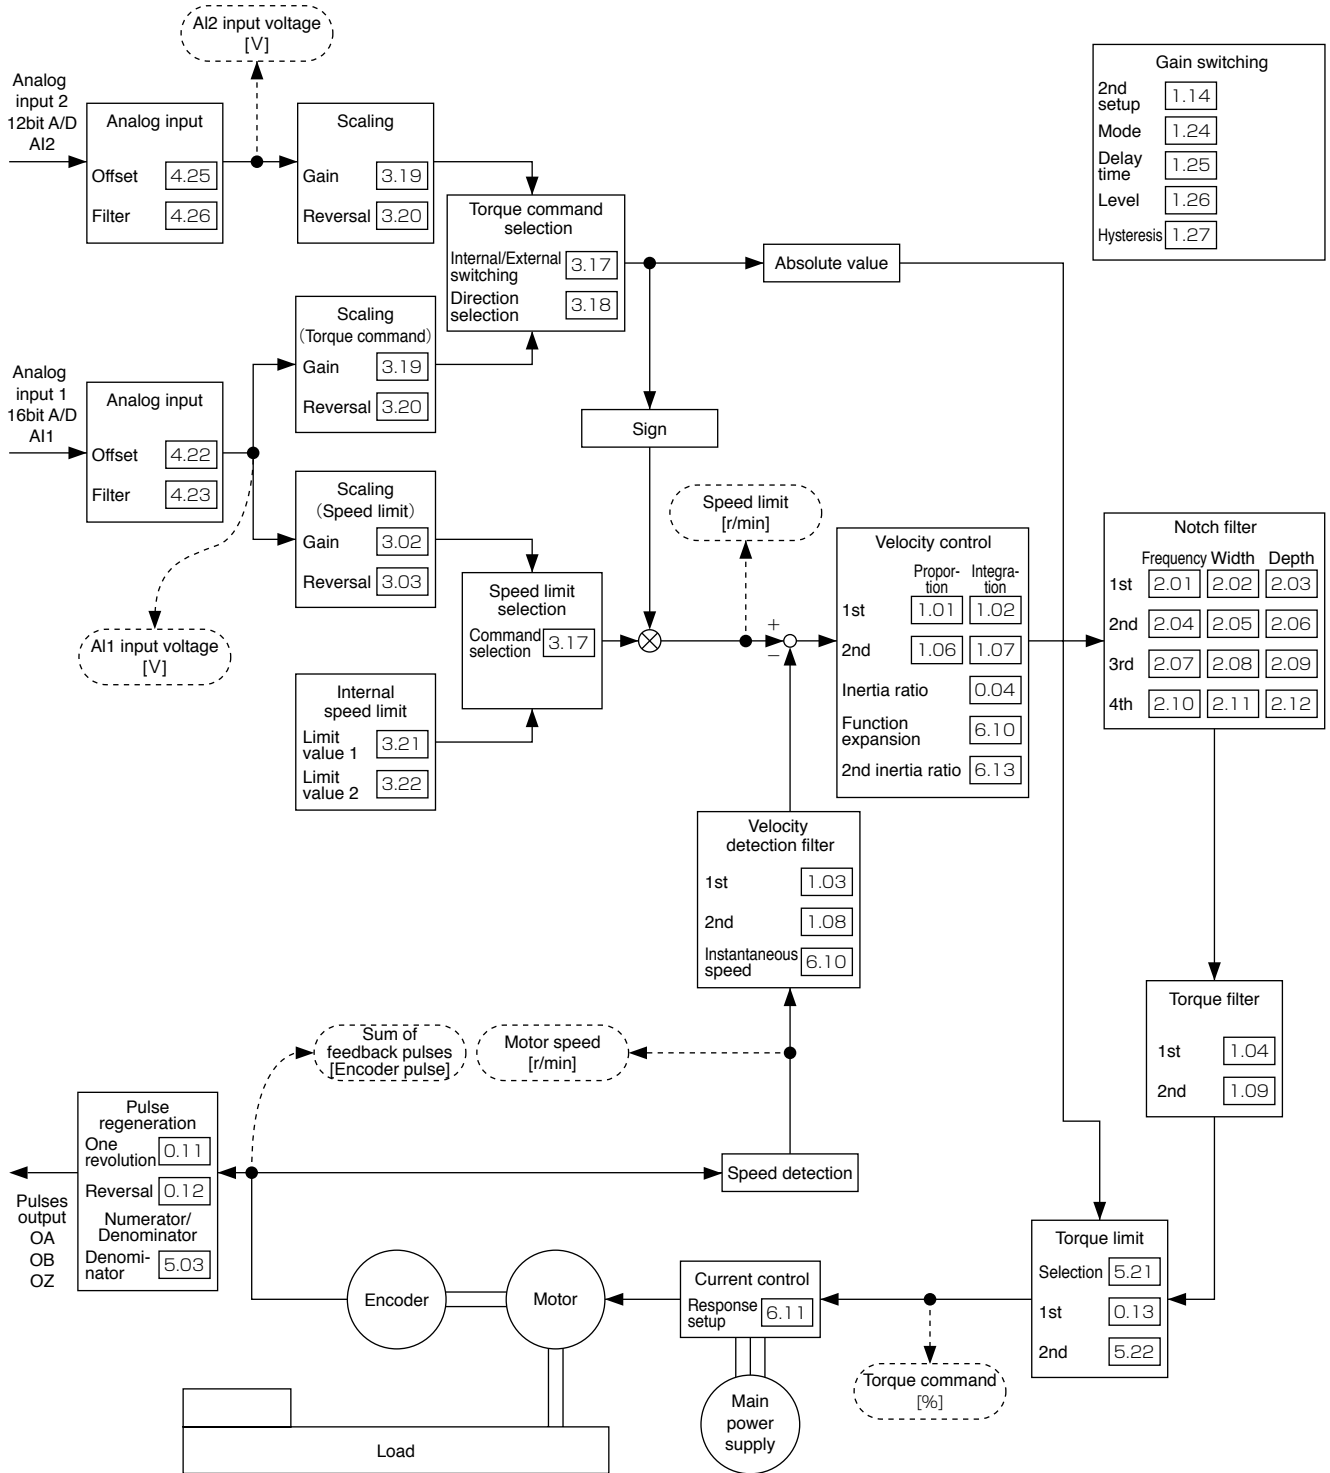 AI2 input voltage
[V]
Analog
input 2
12bit A/D
AI2
Analog input
Offset 4.25
Filter 4.26
Scaling
Gain 3.19
Reversal 3.20
Torque command
selection
Internal/External
switching 3.17
Direction
selection 3.18
Absolute value
Gain switching
2nd
setup 1.14
Mode 1.24
Delay
time 1.25
Level 1.26
Hysteresis 1.27
Analog
input 1
16bit A/D
AI1
Analog input
Offset 4.22
Filter 4.23
Scaling
(Torque command)
Gain 3.19
Reversal 3.20
Sign
Scaling
(Speed limit)
Gain 3.02
Reversal 3.03
AI1 input voltage
[V]
Speed limit
selection
Command
selection 3.17
Internal
speed limit
Limit
value 1 3.21
Limit
value 2 3.22
Speed limit
[r/min]
+
−
Velocity control
Propor-
tion
Integra-
tion
1st 1.01 1.02
2nd 1.06 1.07
Inertia ratio 0.04
Function
expansion 6.10
2nd inertia ratio 6.13
Notch filter
Frequency Width Depth
1st 2.01 2.02 2.03
2nd 2.04 2.05 2.06
3rd 2.07 2.08 2.09
4th 2.10 2.11 2.12
Velocity
detection filter
1st 1.03
2nd 1.08
Instantaneous
speed 6.10
Torque filter
1st 1.04
2nd 1.09
Sum of
feedback pulses
[Encoder pulse]
Motor speed
[r/min]
Pulse
regeneration
One
revolution 0.11
Reversal 0.12
Numerator/
Denominator
Denomi-
nator 5.03
Pulses
output
OA
OB
OZ
Speed detection
Torque limit
Selection 5.21
1st 0.13
2nd 5.22
Encoder
Motor
Current control
Response
setup 6.11
Torque command
[%]
Main
power
supply
Load